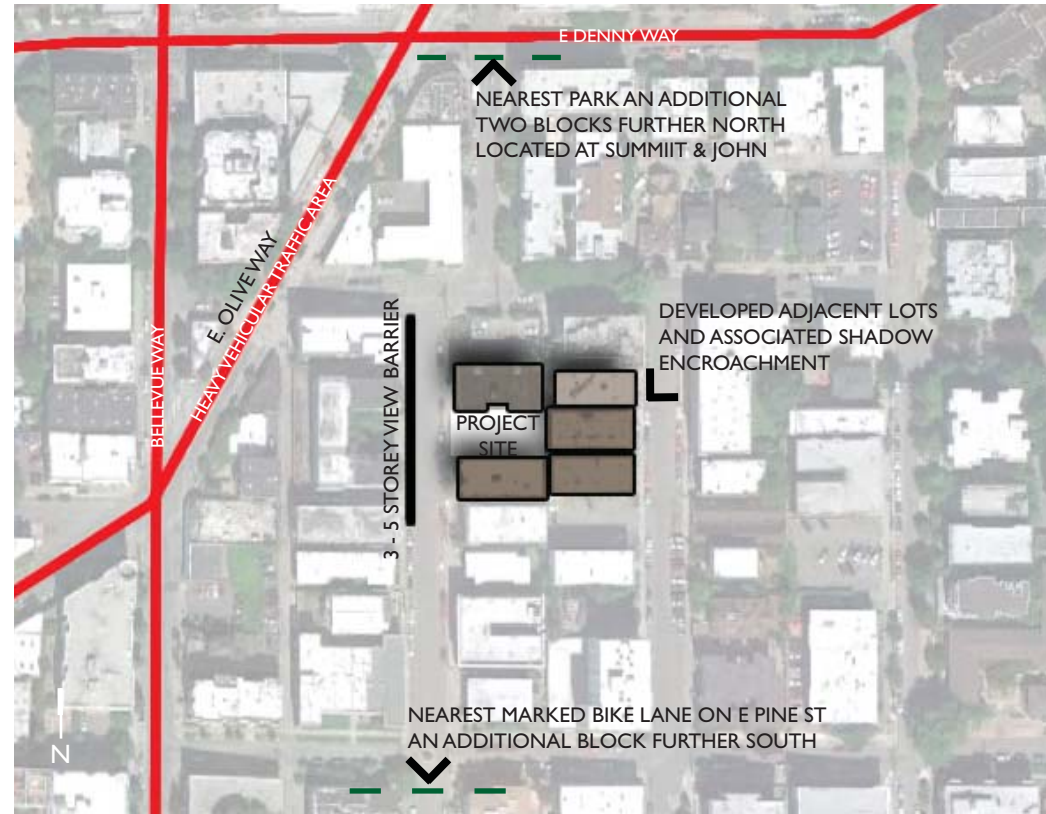 E DENNY WAY
NEAREST PARK AN ADDITIONAL
TWO BLOCKS FURTHER NORTH
LOCATED AT SUMMIIT & JOHN
E. OLIVE WAY
HEAVY VEHICULAR TRAFFIC AREA
BELLEVUE WAY
3 - 5 STOREY VIEW BARRIER
DEVELOPED ADJACENT LOTS
AND ASSOCIATED SHADOW
ENCROACHMENT
PROJECT
SITE
NEAREST MARKED BIKE LANE ON E PINE ST
AN ADDITIONAL BLOCK FURTHER SOUTH
N